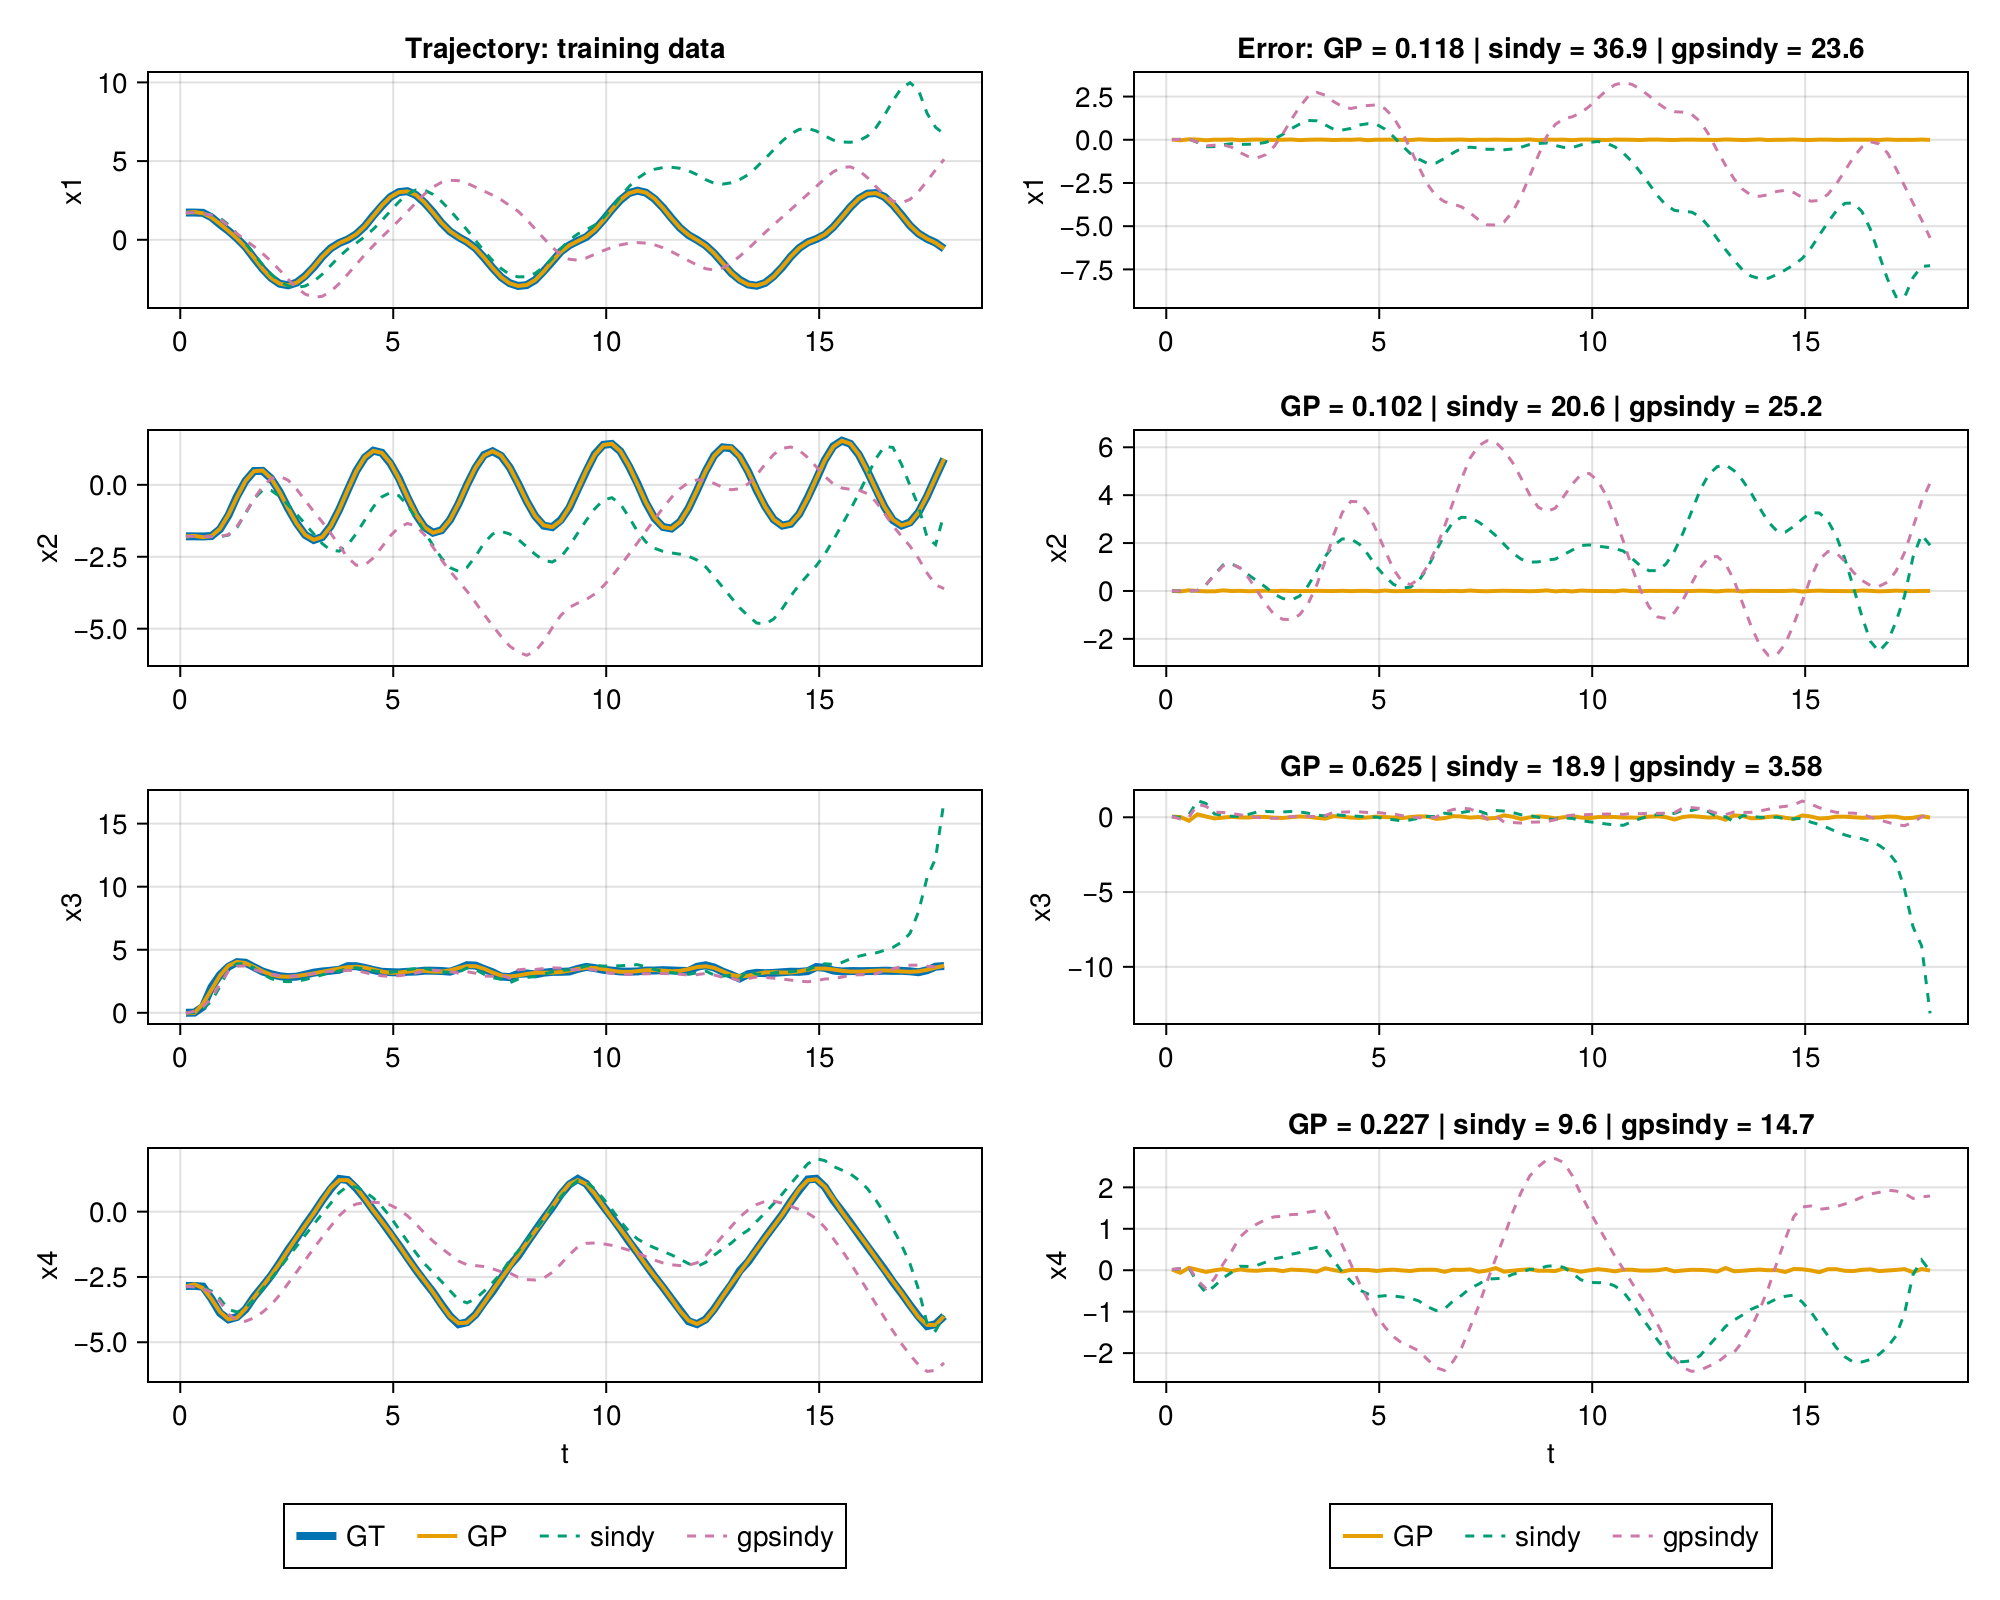 Trajectory: training data
10
5
0
x1
0 5 10 15
Error: GP = 0.118 | sindy = 36.9 | gpsindy = 23.6
2.5
0.0
−2.5
−5.0
−7.5
x1
0 5 10 15
0.0
−2.5
−5.0
x2
0 5 10 15
GP = 0.102 | sindy = 20.6 | gpsindy = 25.2
6
4
2
0
−2
x2
0 5 10 15
15
10
5
0
x3
0 5 10 15
GP = 0.625 | sindy = 18.9 | gpsindy = 3.58
0
−5
−10
x3
0 5 10 15
0.0
−2.5
−5.0
x4
0 5 10 15
t
GP = 0.227 | sindy = 9.6 | gpsindy = 14.7
2
1
0
−1
−2
x4
0 5 10 15
t
GT GP sindy gpsindy
GP sindy gpsindy